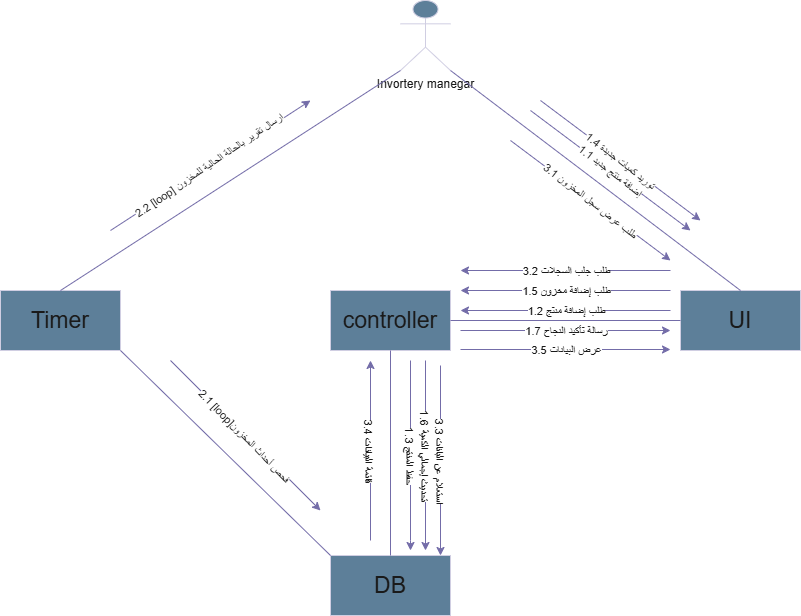 Invortery manegar
2.2 [loop] ارسال تقرير بالحالة الحالية للمخزون
1.4 توريد كميات جديدة
1.1 إضافة منتج جديد
3.1 طلب عرض سجل المخزون
3.2 طلب جلب السجلات
1.5 طلب إضافة مخزون
1.2 طلب إضافة منتج
1.7 رسالة تأكيد النجاح
3.5 عرض البيانات
Timer
controller
UI
2.1 [loop]فحص أحداث المخزون
3.4 قائمة البيانات
1.3 حفظ المنتج
1.6 تحديث إجمالي الكمية
3.3 استعلام عن البيانات
DB